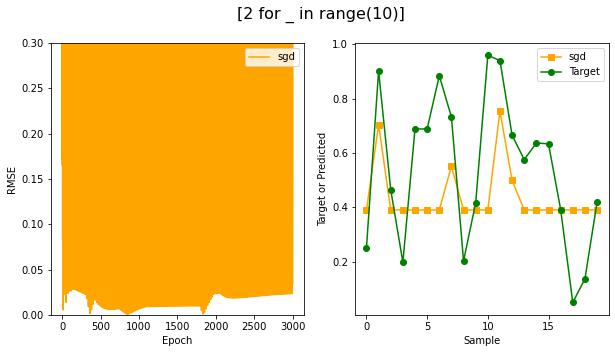 [2 for _ in range(10)]
sgd
RMSE
0.30
0.25
0.20
0.15
0.10
0.05
0.00
0
500
1000
1500
2000
2500
3000
Epoch
sgd
Target
Target or Predicted
1.0
0.8
0.6
0.4
0.2
0
5
10
15
Sample